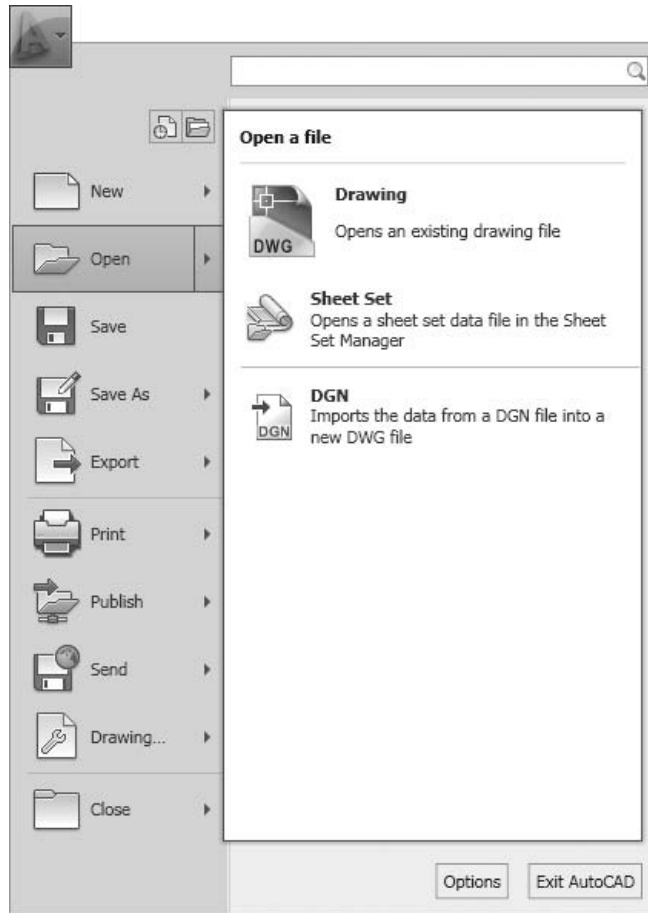 Open a file
New
Drawing
DWG
Opens an existing drawing file
Open
Sheet Set
Opens a sheet set data file in the Sheet
Set Manager
Save
DGN
DGN
Imports the data from a DGN file into a
new DWG file
Save As
Export
Print
Publish
Send
Drawing...
Close
Options
Exit AutoCAD